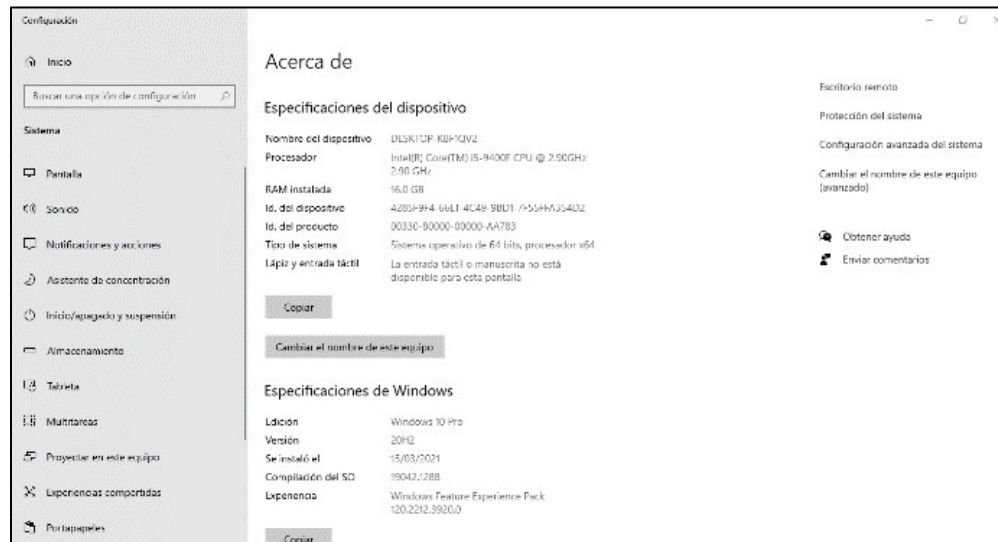 Configuración
Inicio
Buscar una opción de configuración
Sistema
Pantalla
Sonido
Notificaciones y acciones
Asistente de concentración
Inicio/apagado y suspensión
Almacenamiento
Tableta
Multitareas
Proyectar en este equipo
Experiencias compartidas
Portapapeles
Acerca de
Especificaciones del dispositivo
Nombre del dispositivo DESKTOP-KBF1QV2
Procesador Intel(R) Core(TM) i5-9400F CPU @ 2.90GHz
2.90 GHz
RAM instalada 16.0 GB
Id. del dispositivo
Id. del producto 00330-80000-00000-AA783
Tipo de sistema Sistema operativo de 64 bits, procesador x64
Lápiz y entrada táctil La entrada táctil o manuscrita no está
disponible para esta pantalla
Copiar
Cambiar el nombre de este equipo
Especificaciones de Windows
Edición Windows 10 Pro
Versión 20H2
Se instaló el 15/03/2021
Compilación del SO 19042.1288
Experiencia Windows Feature Experience Pack
120.2212.3920.0
Copiar
Escritorio remoto
Protección del sistema
Configuración avanzada del sistema
Cambiar el nombre de este equipo
(avanzado)
Obtener ayuda
Enviar comentarios